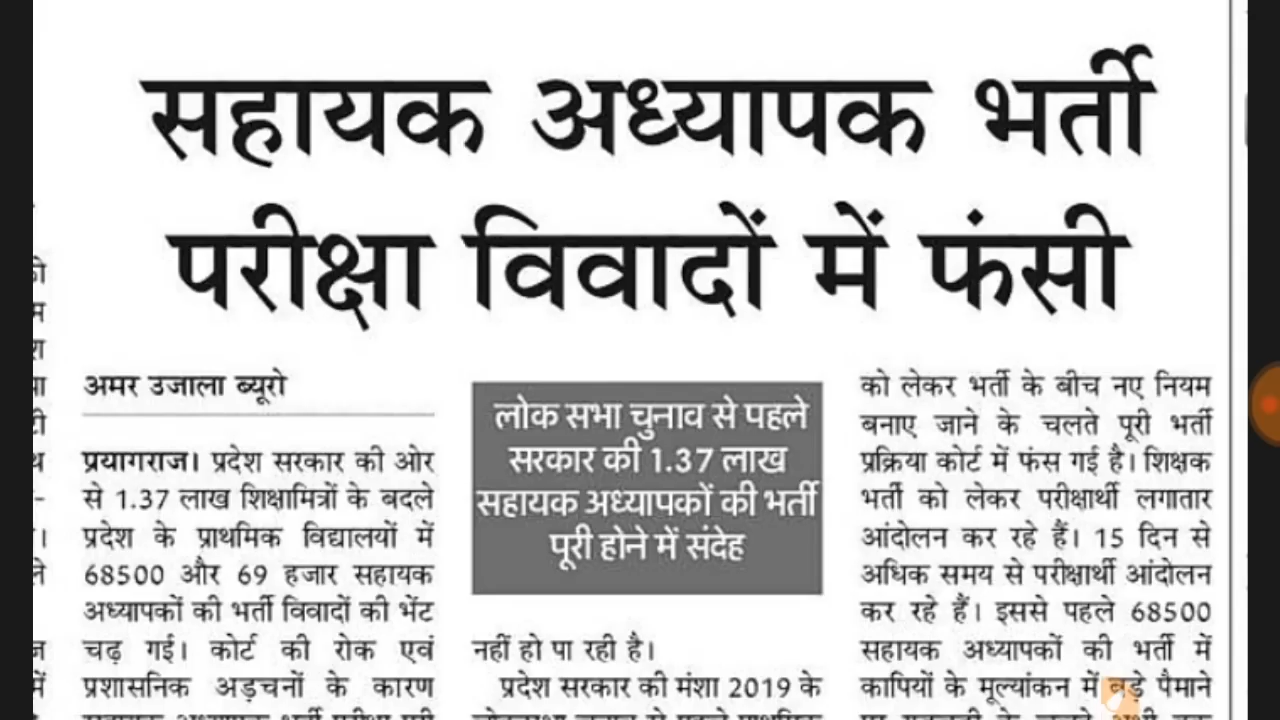 सहायक अध्यापक भर्ती
परीक्षा विवादों में फंसी
अमर उजाला ब्यूरो
प्रयागराज। प्रदेश सरकार की ओर
से 1.37 लाख शिक्षामित्रों के बदले
प्रदेश के प्राथमिक विद्यालयों में
68500 और 69 हजार सहायक
अध्यापकों की भर्ती विवादों की भेंट
चढ़ गई। कोर्ट की रोक एवं
प्रशासनिक अड़चनों के कारण
लोक सभा चुनाव से पहले
सरकार की 1.37 लाख
सहायक अध्यापकों की भर्ती
पूरी होने में संदेह
नहीं हो पा रही है।
प्रदेश सरकार की मंशा 2019 के
को लेकर भर्ती के बीच नए नियम
बनाए जाने के चलते पूरी भर्ती
प्रक्रिया कोर्ट में फंस गई है। शिक्षक
भर्ती को लेकर परीक्षार्थी लगातार
आंदोलन कर रहे हैं। 15 दिन से
अधिक समय से परीक्षार्थी आंदोलन
कर रहे हैं। इससे पहले 68500
सहायक अध्यापकों की भर्ती में
कापियों के मूल्यांकन में बड़े पैमाने